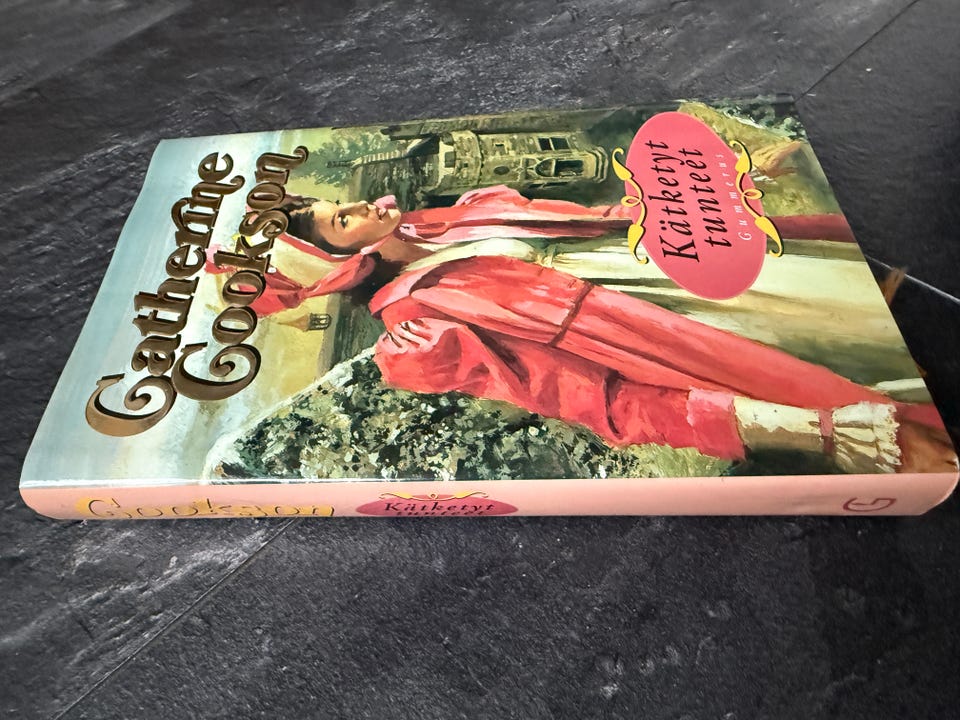 Catherine
Cookson
Kätketyt
tunteet
Gummerus
Cookson
Kätketyt
tunteet
G